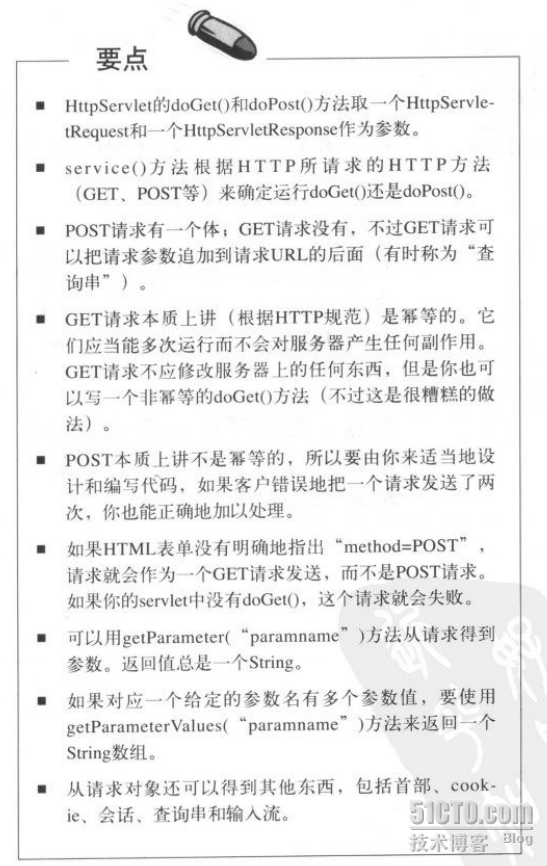 要点
■ HttpServlet的doGet()和doPost()方法取一个HttpServle-
tRequest和一个HttpServletResponse作为参数。
■ service()方法根据HTTP所请求的HTTP方法
（GET、POST等）来确定运行doGet()还是doPost()。
■ POST请求有一个体；GET请求没有，不过GET请求可
以把请求参数追加到请求URL的后面（有时称为“查
询串”）。
■ GET请求本质上讲（根据HTTP规范）是幂等的。它
们应当能多次运行而不会对服务器产生任何副作用。
GET请求不应修改服务器上的任何东西，但是你也可
以写一个非幂等的doGet()方法（不过这是很糟糕的做
法）。
■ POST本质上讲不是幂等的，所以要由你来适当地设
计和编写代码，如果客户错误地把一个请求发送了两
次，你也能正确地加以处理。
■ 如果HTML表单没有明确地指出“method=POST”，
请求就会作为一个GET请求发送，而不是POST请求。
如果你的servlet中没有doGet()，这个请求就会失败。
■ 可以用getParameter(“paramname”)方法从请求得到
参数。返回值总是一个String。
■ 如果对应一个给定的参数名有多个参数值，要使用
getParameterValues(“paramname”)方法来返回一个
String数组。
■ 从请求对象还可以得到其他东西，包括首部、cook-
ie、会话、查询串和输入流。
51CTO.com
技术博客 Blog